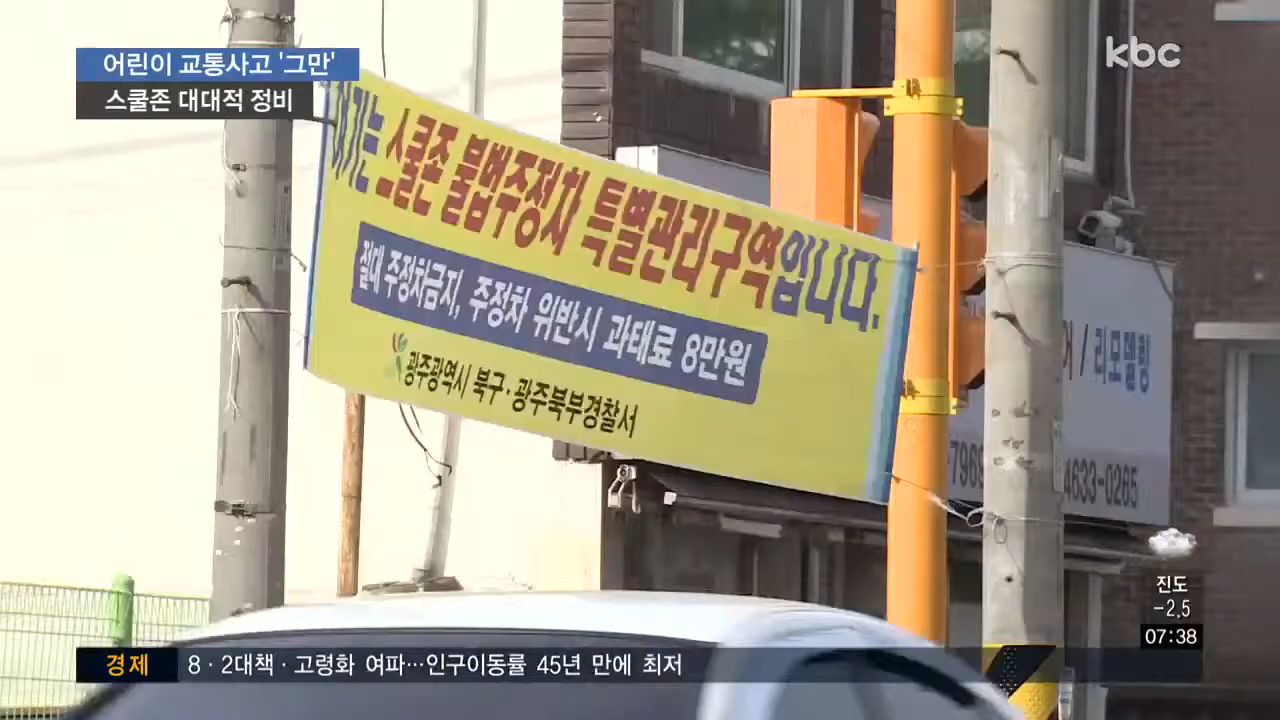 어린이 교통사고 '그만'
스쿨존 대대적 정비
kbc
여기는 스쿨존 불법주정차 특별관리구역입니다.
절대 주정차금지, 주정차 위반시 과태료 8만원
광주광역시 북구·광주북부경찰서
/ 리모델링
4633-0265
진도
-2.5
07:38
경제
8·2대책·고령화 여파…인구이동률 45년 만에 최저